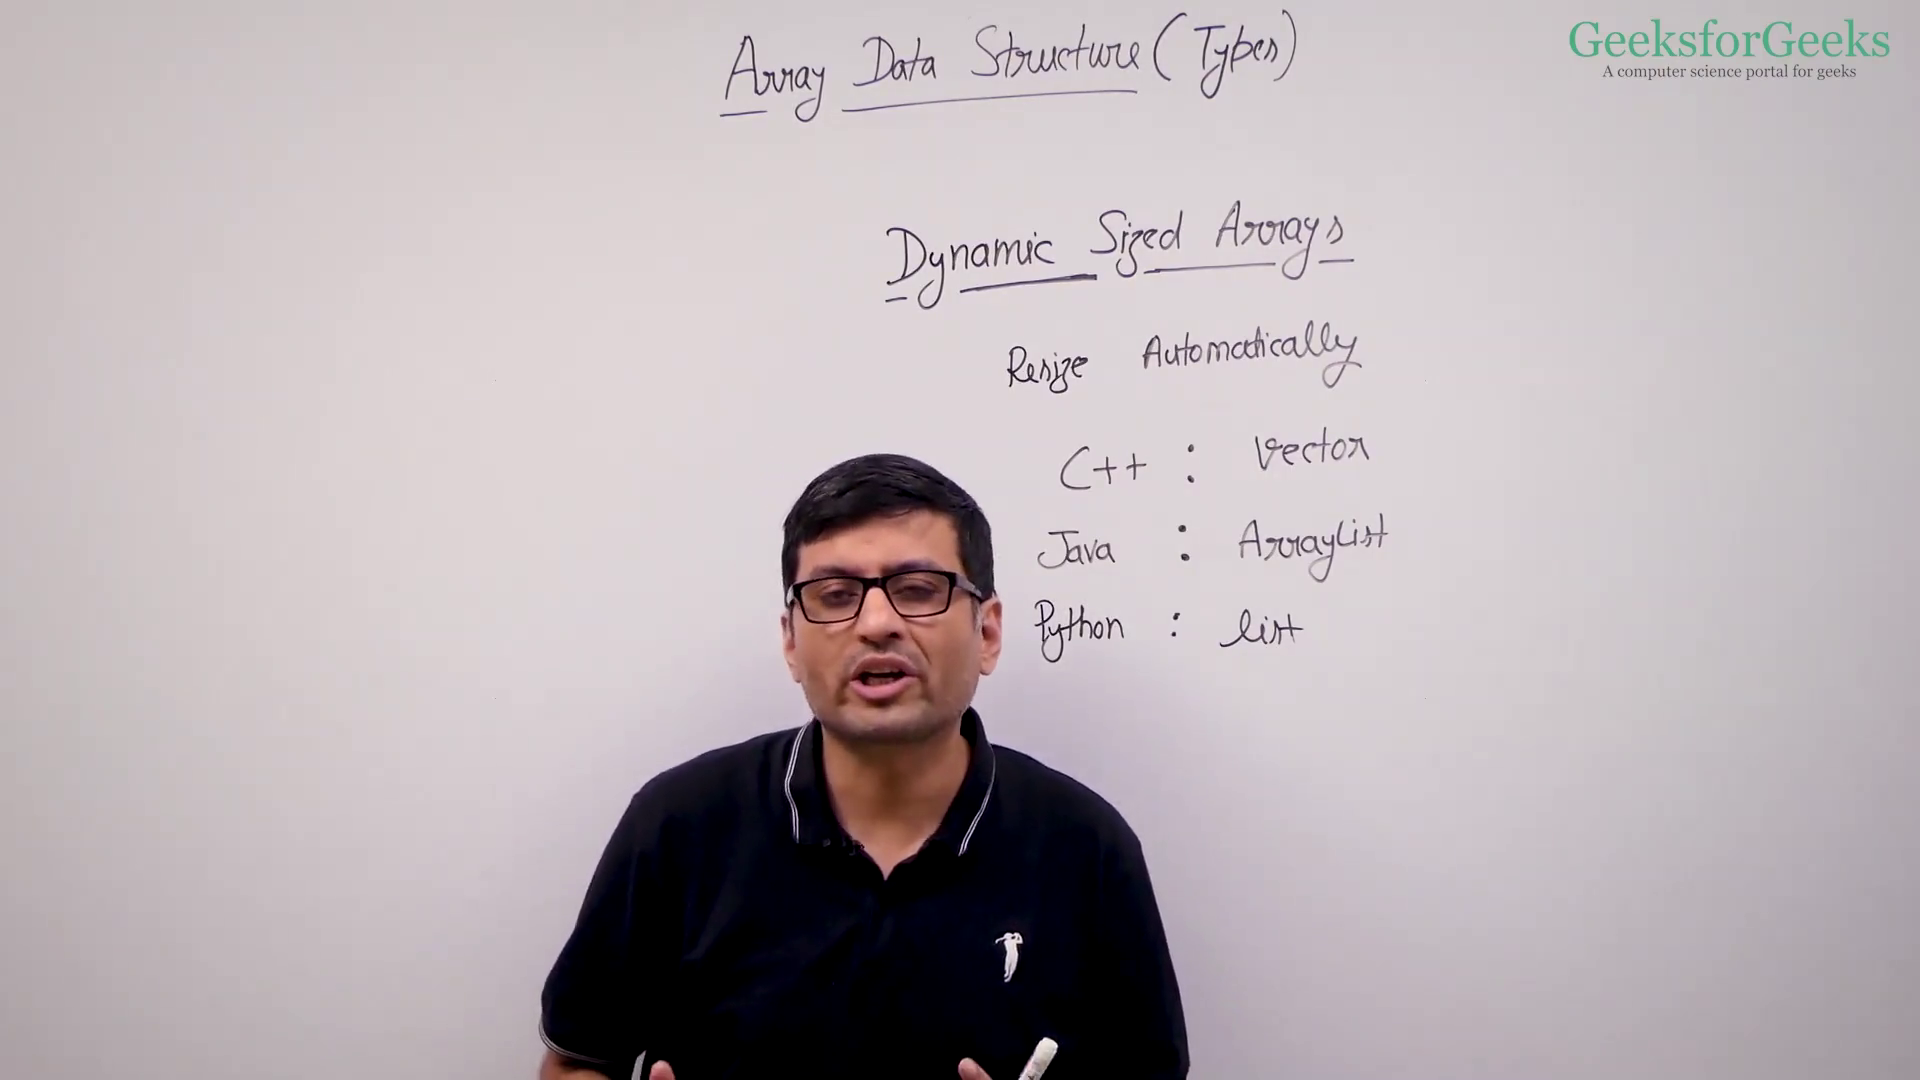 Array Data Structure (Types)
GeeksforGeeks
A computer science portal for geeks
Dynamic Sized Arrays
Resize Automatically
C++ : Vector
Java : ArrayList
Python : list